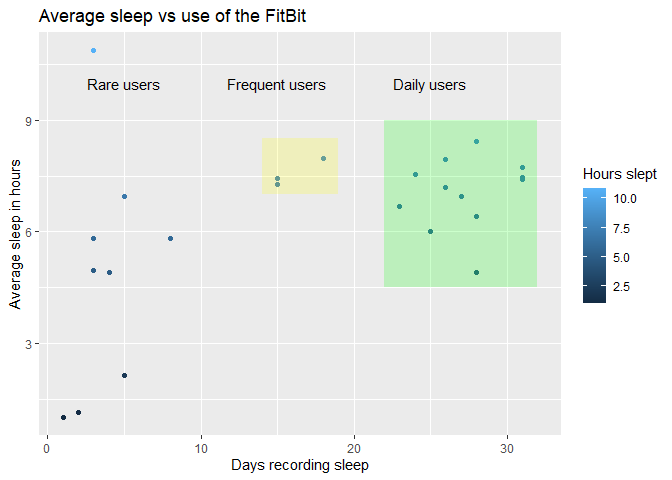 Average sleep vs use of the FitBit
Rare users
Frequent users
Daily users
9
6
3
Average sleep in hours
0
10
20
30
Days recording sleep
Hours slept
10.0
7.5
5.0
2.5